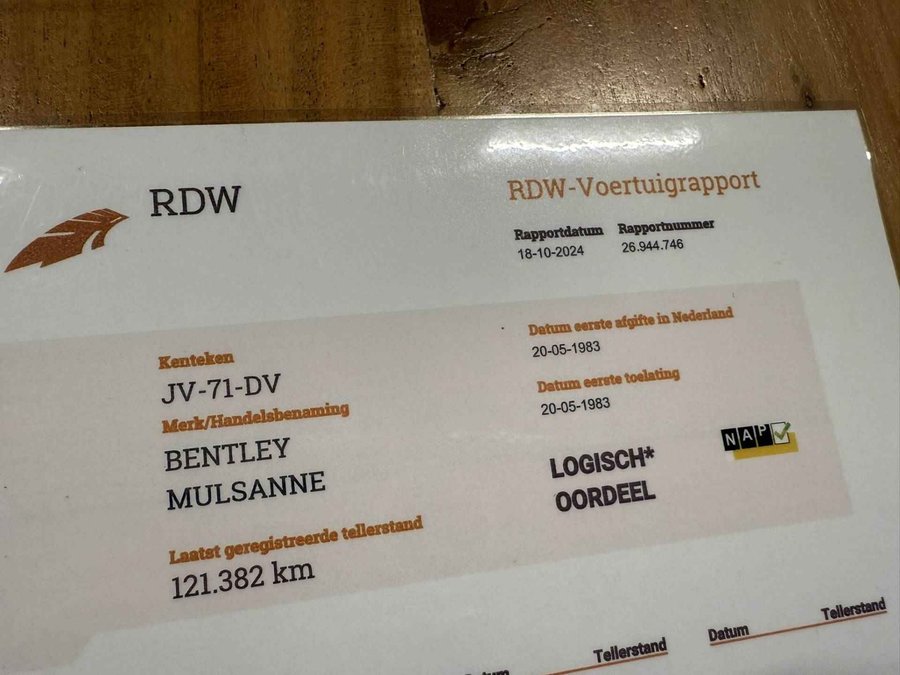 RDW
RDW-Voertuigrapport
Rapportdatum Rapportnummer
18-10-2024 26.944.746
Kenteken
JV-71-DV
Merk/Handelsbenaming
BENTLEY
MULSANNE
Laatst geregistreerde tellerstand
121.382 km
Datum eerste afgifte in Nederland
20-05-1983
Datum eerste toelating
20-05-1983
LOGISCH*
OORDEEL
NAP
Tellerstand
Datum Tellerstand